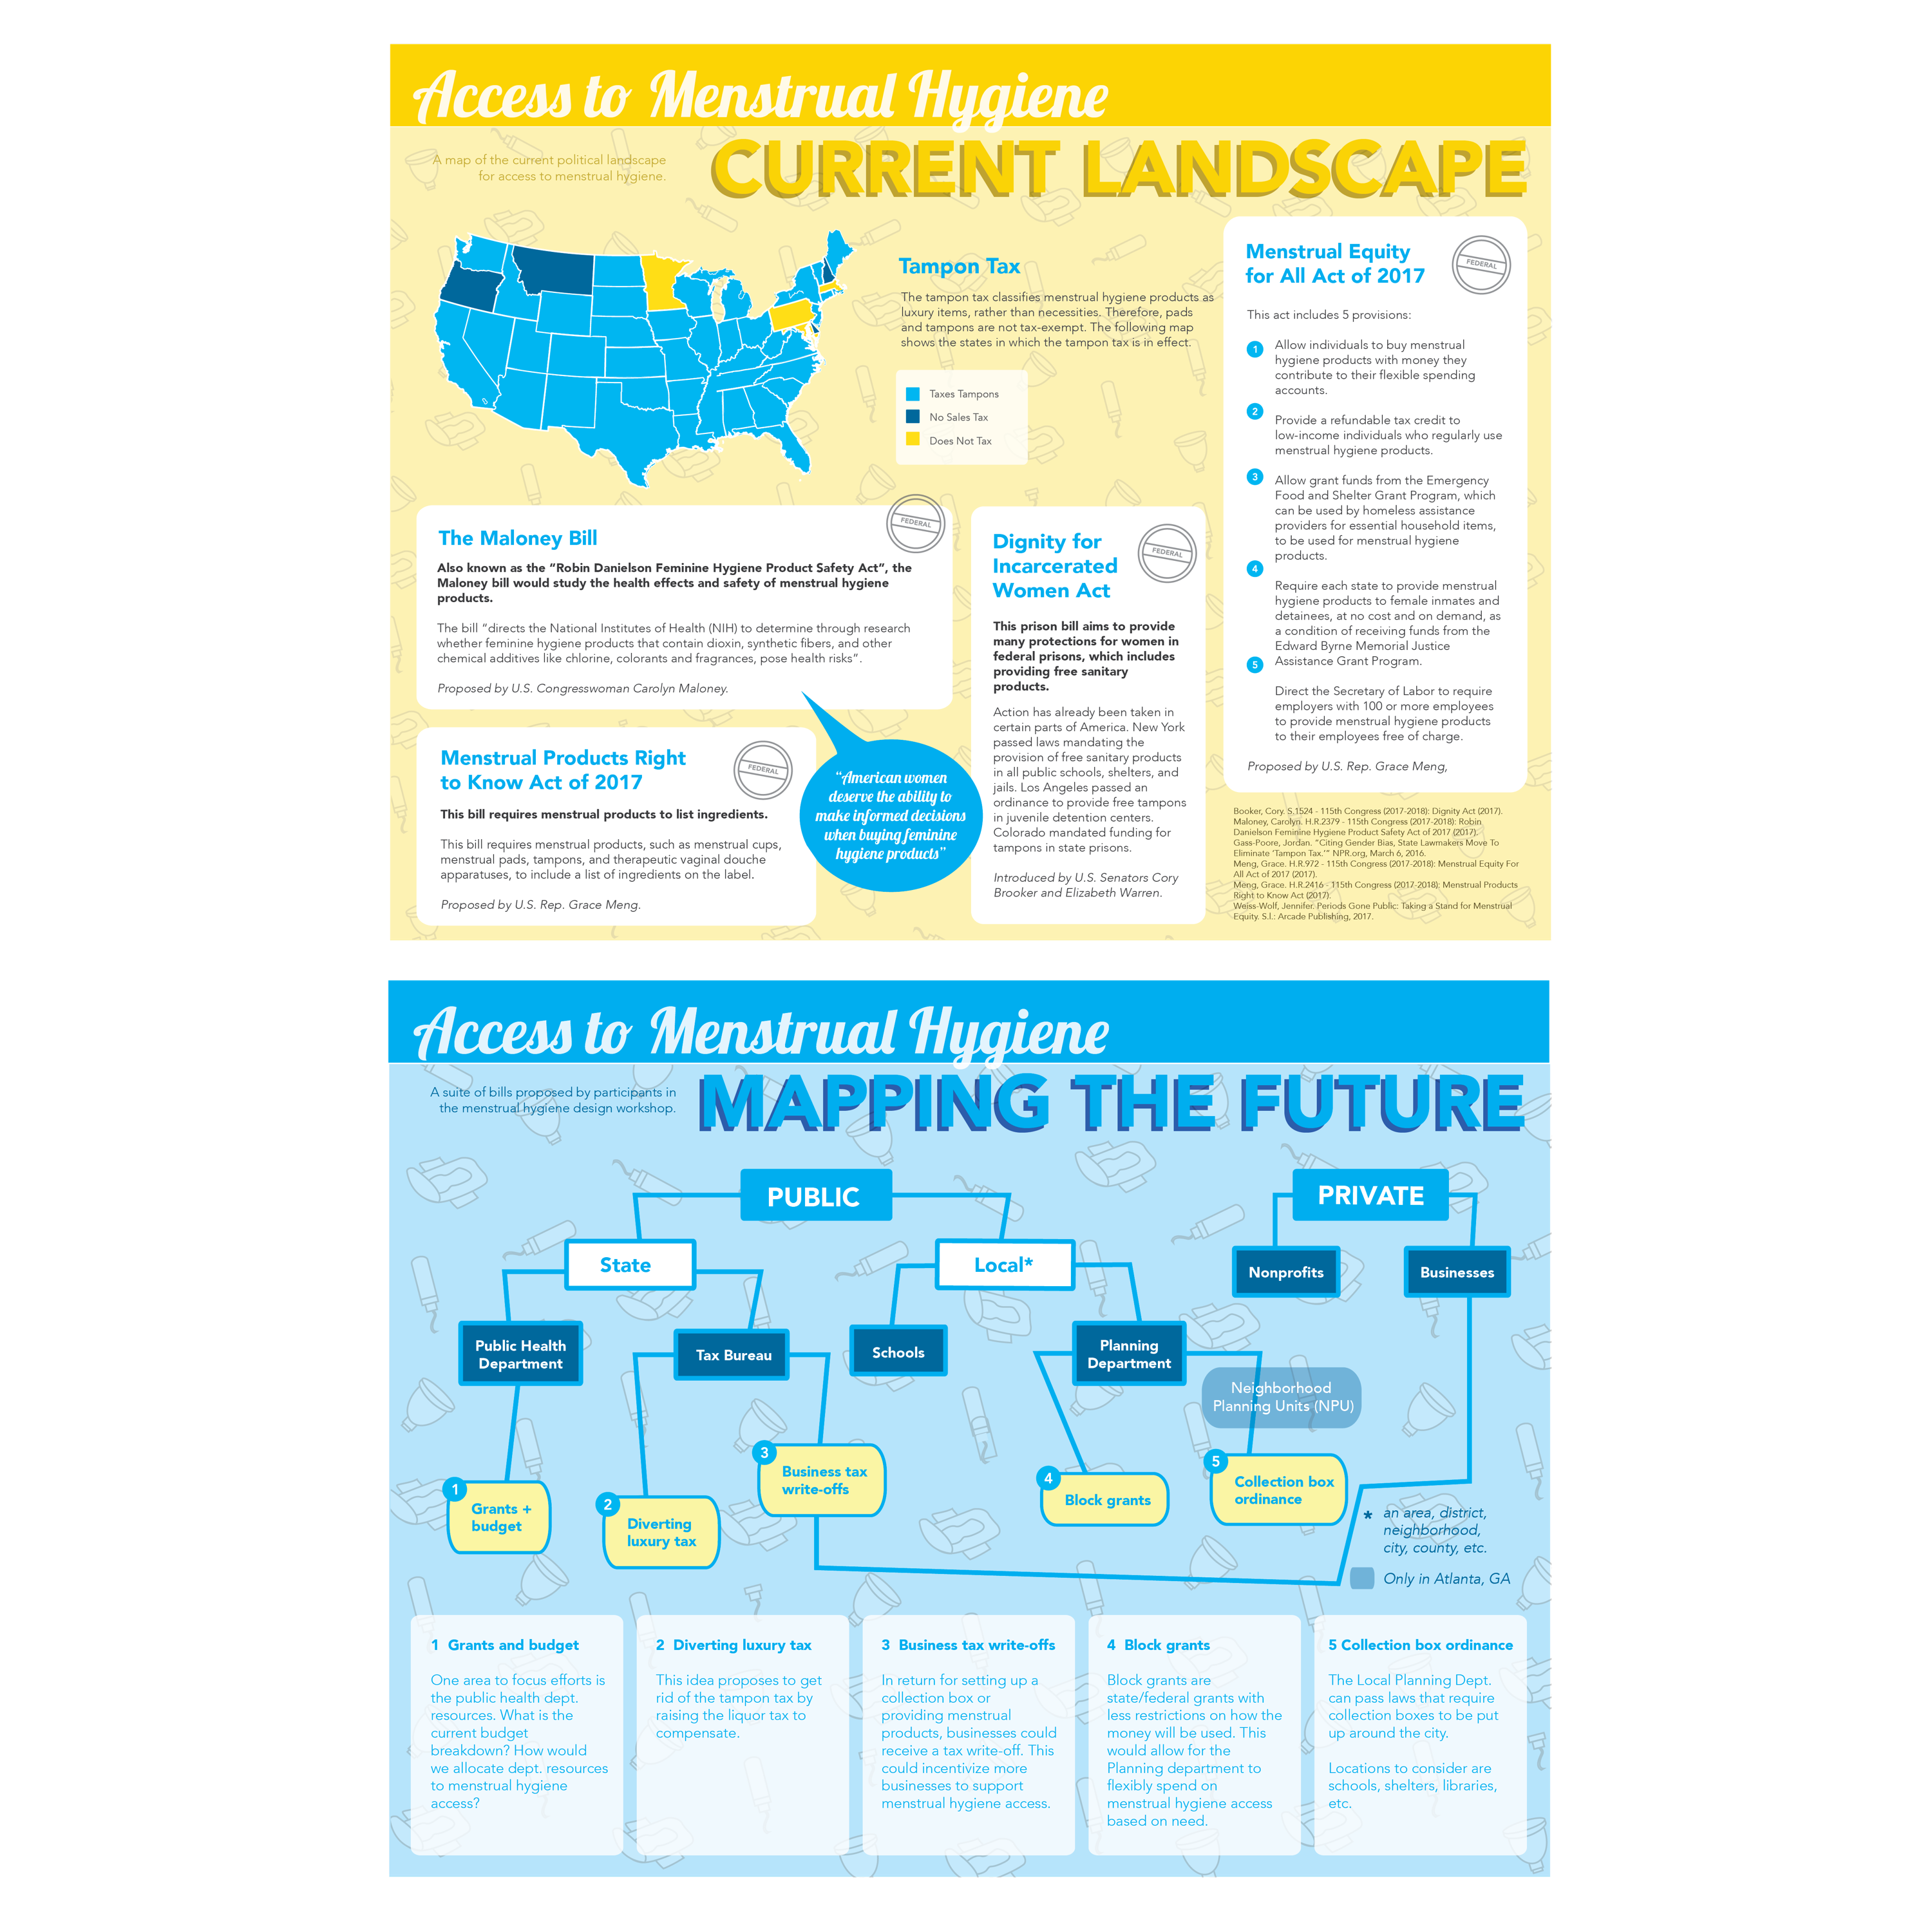 Access to Menstrual Hygiene
A map of the current political landscape
for access to menstrual hygiene.
CURRENT LANDSCAPE
Tampon Tax
The tampon tax classifies menstrual hygiene products as
luxury items, rather than necessities. Therefore, pads
and tampons are not tax-exempt. The following map
shows the states in which the tampon tax is in effect.
Taxes Tampons
No Sales Tax
Does Not Tax
The Maloney Bill
FEDERAL
Also known as the “Robin Danielson Feminine Hygiene Product Safety Act”, the
Maloney bill would study the health effects and safety of menstrual hygiene
products.
The bill “directs the National Institutes of Health (NIH) to determine through research
whether feminine hygiene products that contain dioxin, synthetic fibers, and other
chemical additives like chlorine, colorants and fragrances, pose health risks”.
Proposed by U.S. Congresswoman Carolyn Maloney.
Menstrual Products Right
to Know Act of 2017
FEDERAL
This bill requires menstrual products to list ingredients.
This bill requires menstrual products, such as menstrual cups,
menstrual pads, tampons, and therapeutic vaginal douche
apparatuses, to include a list of ingredients on the label.
Proposed by U.S. Rep. Grace Meng.
“American women
deserve the ability to
make informed decisions
when buying feminine
hygiene products”
Dignity for
Incarcerated
Women Act
FEDERAL
This prison bill aims to provide
many protections for women in
federal prisons, which includes
providing free sanitary
products.
Action has already been taken in
certain parts of America. New York
passed laws mandating the
provision of free sanitary products
in all public schools, shelters, and
jails. Los Angeles passed an
ordinance to provide free tampons
in juvenile detention centers.
Colorado mandated funding for
tampons in state prisons.
Introduced by U.S. Senators Cory
Brooker and Elizabeth Warren.
Menstrual Equity
for All Act of 2017
FEDERAL
This act includes 5 provisions:
1 Allow individuals to buy menstrual
hygiene products with money they
contribute to their flexible spending
accounts.
2 Provide a refundable tax credit to
low-income individuals who regularly use
menstrual hygiene products.
3 Allow grant funds from the Emergency
Food and Shelter Grant Program, which
can be used by homeless assistance
providers for essential household items,
to be used for menstrual hygiene
products.
4 Require each state to provide menstrual
hygiene products to female inmates and
detainees, at no cost and on demand, as
a condition of receiving funds from the
Edward Byrne Memorial Justice
Assistance Grant Program.
5 Direct the Secretary of Labor to require
employers with 100 or more employees
to provide menstrual hygiene products
to their employees free of charge.
Proposed by U.S. Rep. Grace Meng,
Booker, Cory. S.1524 - 115th Congress (2017-2018): Dignity Act (2017).
Maloney, Carolyn. H.R.2379 - 115th Congress (2017-2018): Robin
Danielson Feminine Hygiene Product Safety Act of 2017 (2017).
Gass-Poore, Jordan. "Citing Gender Bias, State Lawmakers Move To
Eliminate 'Tampon Tax.'" NPR.org, March 6, 2016.
Meng, Grace. H.R.972 - 115th Congress (2017-2018): Menstrual Equity For
All Act of 2017 (2017).
Meng, Grace. H.R.2416 - 115th Congress (2017-2018): Menstrual Products
Right to Know Act (2017).
Weiss-Wolf, Jennifer. Periods Gone Public: Taking a Stand for Menstrual
Equity. S.l.: Arcade Publishing, 2017.
Access to Menstrual Hygiene
A suite of bills proposed by participants in
the menstrual hygiene design workshop.
MAPPING THE FUTURE
PUBLIC
PRIVATE
State
Local*
Nonprofits
Businesses
Public Health
Department
Tax Bureau
Schools
Planning
Department
Neighborhood
Planning Units (NPU)
1 Grants +
budget
2 Diverting
luxury tax
3 Business tax
write-offs
4 Block grants
5 Collection box
ordinance
* an area, district,
neighborhood,
city, county, etc.
Only in Atlanta, GA
1 Grants and budget
One area to focus efforts is
the public health dept.
resources. What is the
current budget
breakdown? How would
we allocate dept. resources
to menstrual hygiene
access?
2 Diverting luxury tax
This idea proposes to get
rid of the tampon tax by
raising the liquor tax to
compensate.
3 Business tax write-offs
In return for setting up a
collection box or
providing menstrual
products, businesses could
receive a tax write-off. This
could incentivize more
businesses to support
menstrual hygiene access.
4 Block grants
Block grants are
state/federal grants with
less restrictions on how the
money will be used. This
would allow for the
Planning department to
flexibly spend on
menstrual hygiene access
based on need.
5 Collection box ordinance
The Local Planning Dept.
can pass laws that require
collection boxes to be put
up around the city.
Locations to consider are
schools, shelters, libraries,
etc.